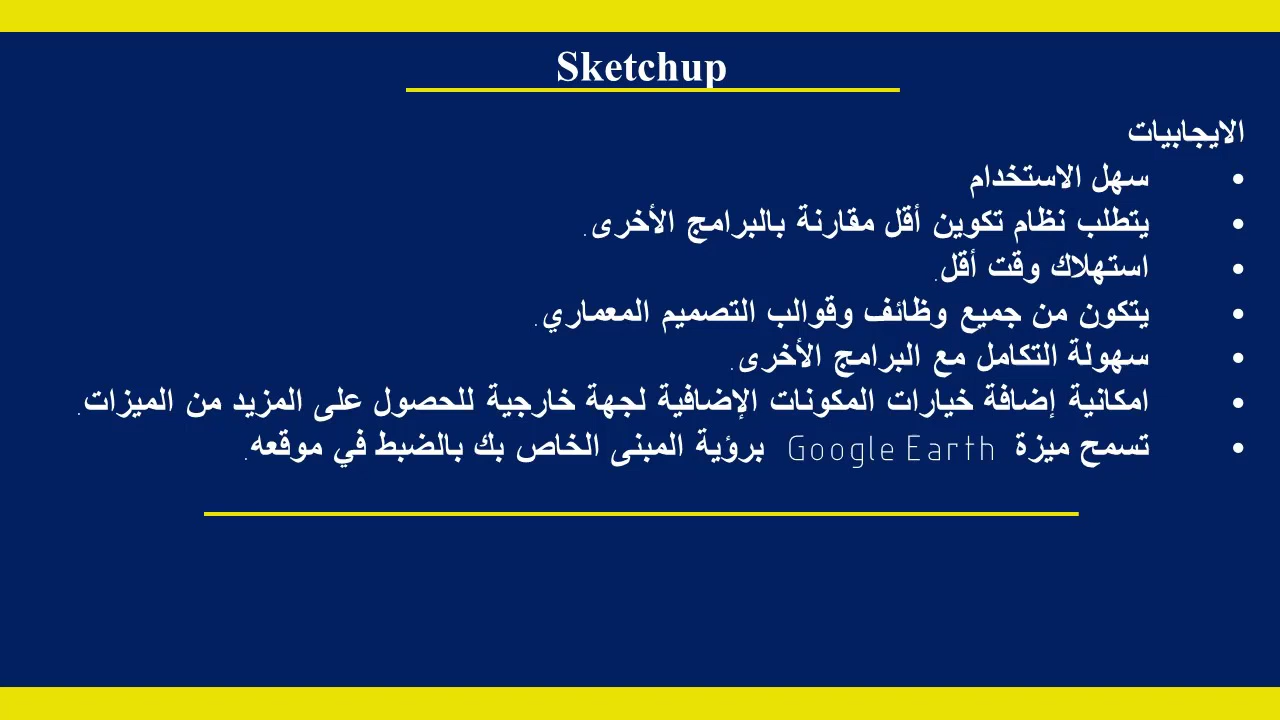 Sketchup
الايجابيات
• سهل الاستخدام
• يتطلب نظام تكوين أقل مقارنة بالبرامج الأخرى.
• استهلاك وقت أقل.
• يتكون من جميع وظائف وقوالب التصميم المعماري.
• سهولة التكامل مع البرامج الأخرى.
• امكانية إضافة خيارات المكونات الإضافية لجهة خارجية للحصول على المزيد من الميزات.
• تسمح ميزة Google Earth برؤية المبنى الخاص بك بالضبط في موقعه.